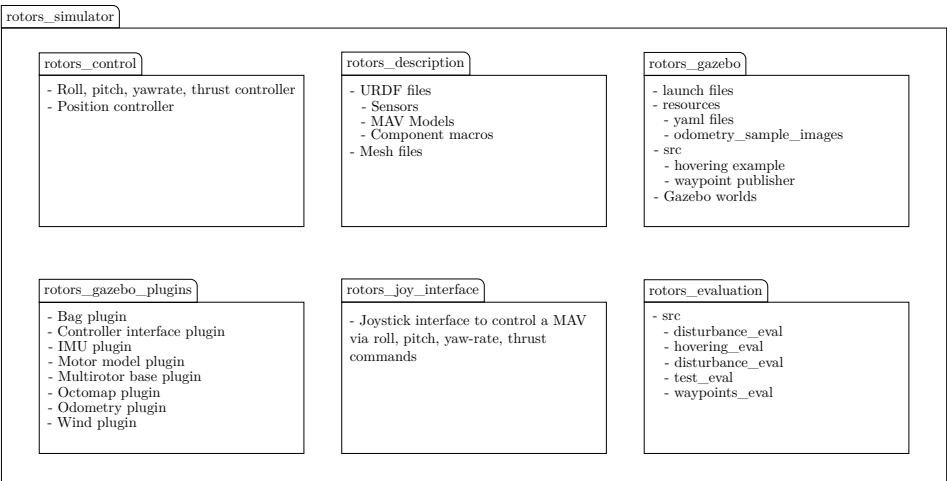 rotors_simulator
rotors_control
- Roll, pitch, yawrate, thrust controller
- Position controller
rotors_description
- URDF files
- Sensors
- MAV Models
- Component macros
- Mesh files
rotors_gazebo
- launch files
- resources
- yaml files
- odometry_sample_images
- src
- hovering example
- waypoint publisher
- Gazebo worlds
rotors_gazebo_plugins
- Bag plugin
- Controller interface plugin
- IMU plugin
- Motor model plugin
- Multirotor base plugin
- Octomap plugin
- Odometry plugin
- Wind plugin
rotors_joy_interface
- Joystick interface to control a MAV
via roll, pitch, yaw-rate, thrust
commands
rotors_evaluation
- src
- disturbance_eval
- hovering_eval
- disturbance_eval
- test_eval
- waypoints_eval